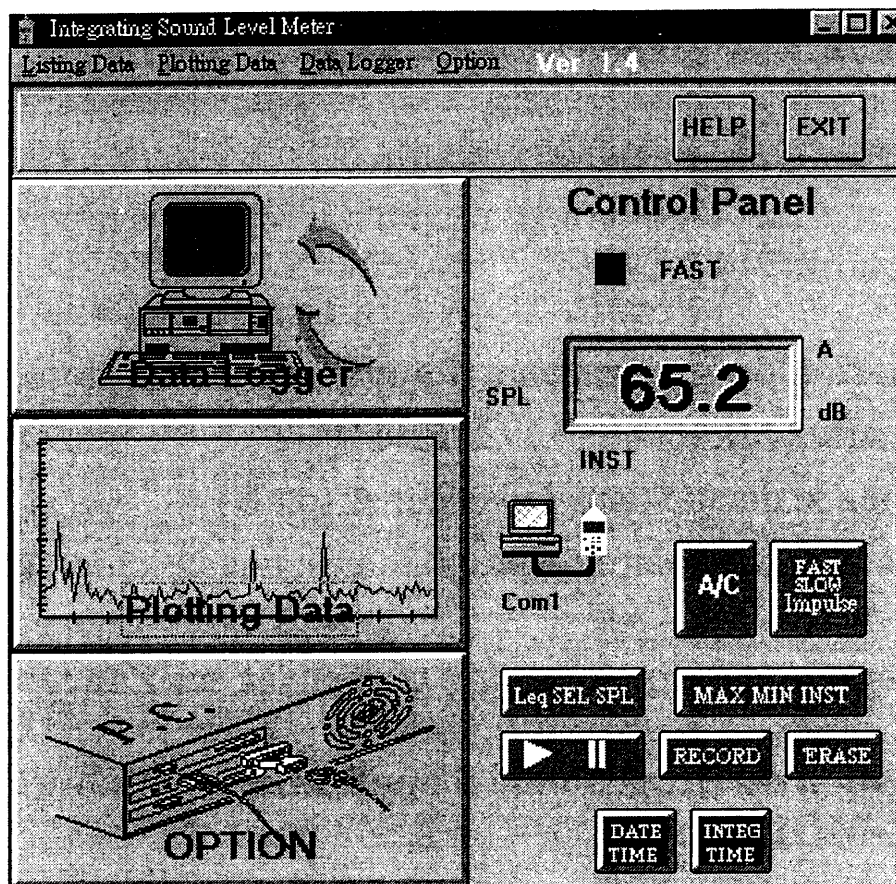 Integrating Sound Level Meter
Listing Data Plotting Data Data Logger Option Ver 1.4
HELP EXIT
Data Logger
Plotting Data
P.C.
OPTION
Control Panel
FAST
SPL 65.2 A dB
INST
Com1
A/C
FAST
SLOW
Impulse
Leq SEL SPL
MAX MIN INST
RECORD
ERASE
DATE
TIME
INTEG
TIME